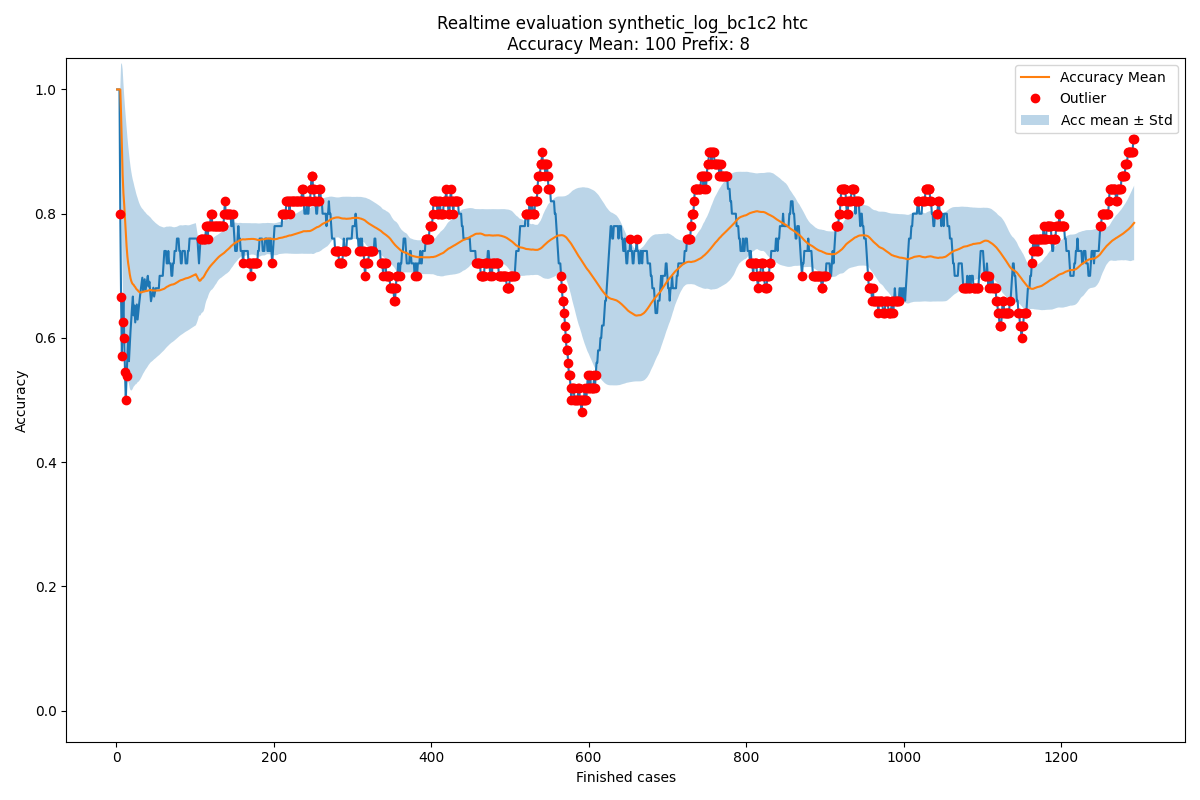 Realtime evaluation synthetic_log_bc1c2 htc
Accuracy Mean: 100 Prefix: 8
Accuracy Mean
Outlier
Acc mean ± Std
1.0
0.8
0.6
0.4
0.2
0.0
Accuracy
0 200 400 600 800 1000 1200
Finished cases